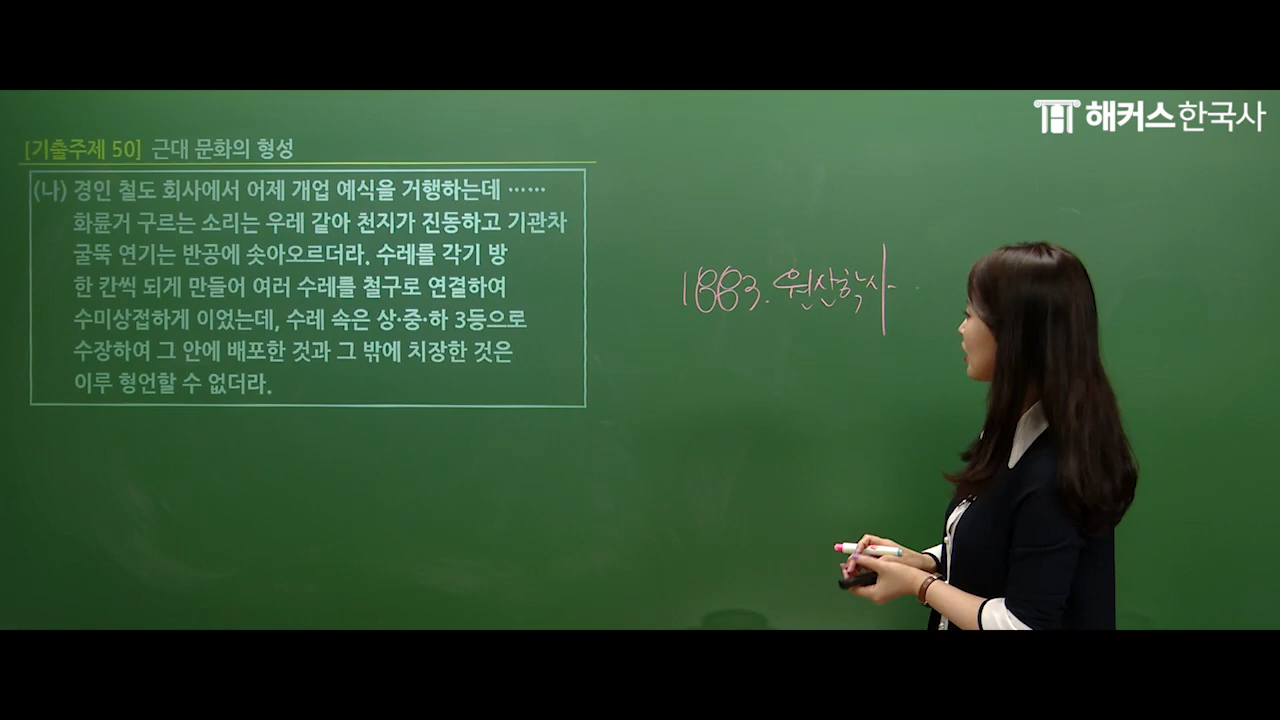 해커스한국사
[기출주제 50] 근대 문화의 형성
(나) 경인 철도 회사에서 어제 개업 예식을 거행하는데 ……
화륜거 구르는 소리는 우레 같아 천지가 진동하고 기관차
굴뚝 연기는 반공에 솟아오르더라. 수레를 각기 방
한 칸씩 되게 만들어 여러 수레를 철구로 연결하여
수미상접하게 이었는데, 수레 속은 상·중·하 3등으로
수장하여 그 안에 배포한 것과 그 밖에 치장한 것은
이루 형언할 수 없더라.
1883. 원산학사